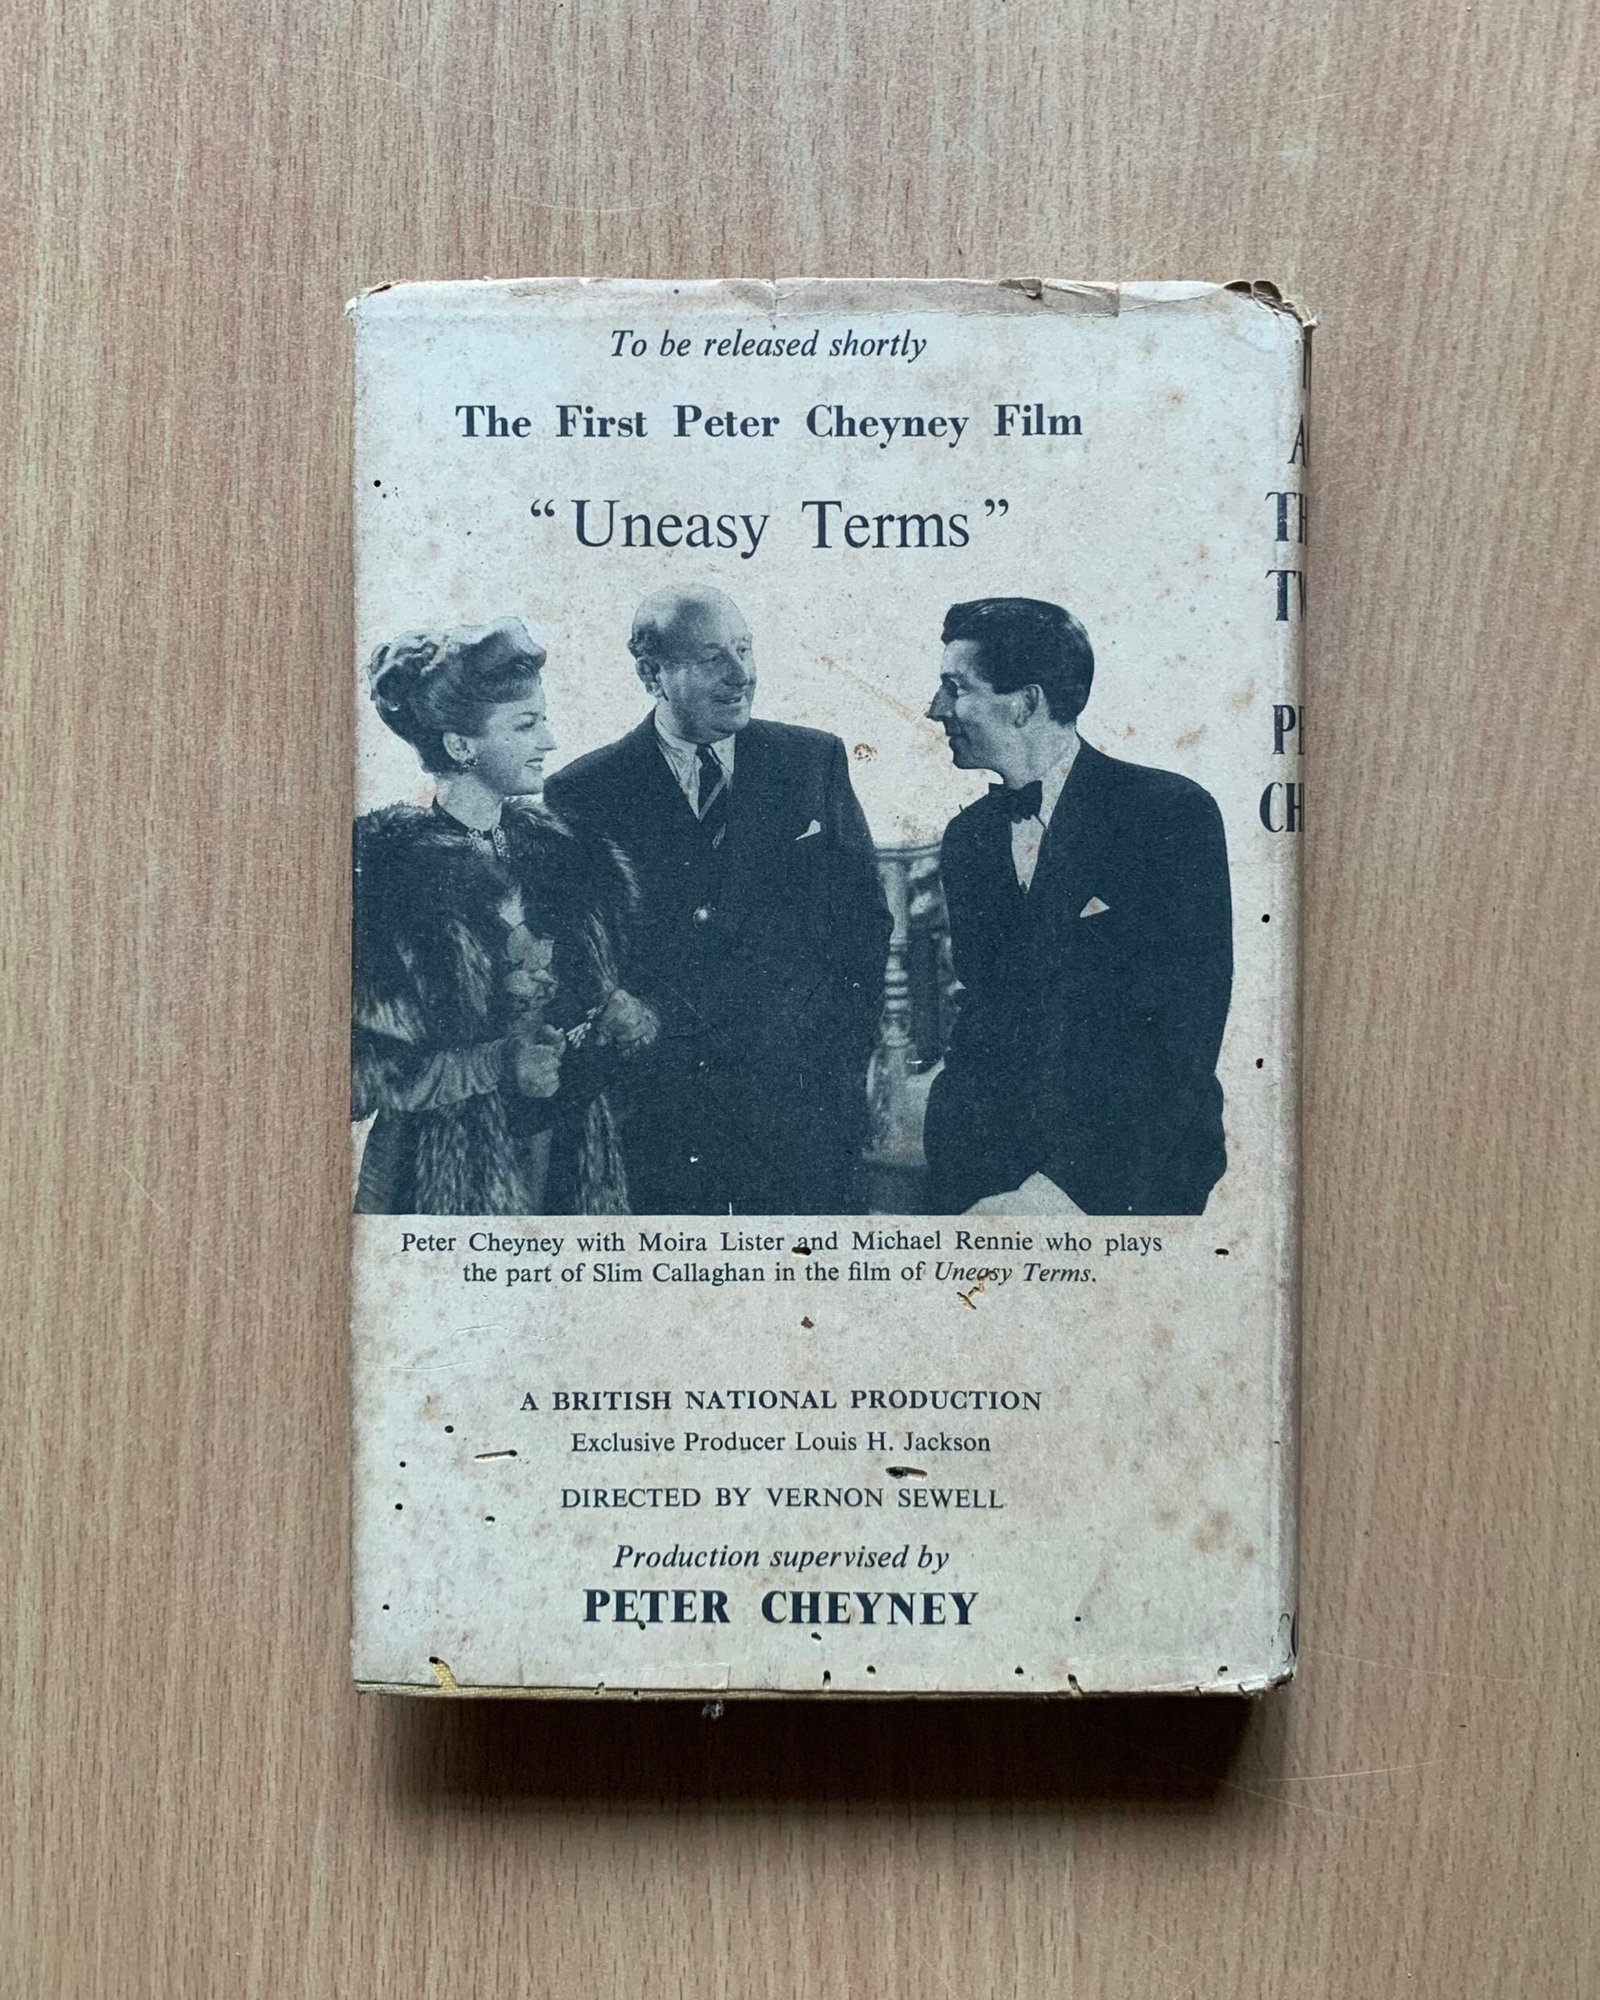 To be released shortly
The First Peter Cheyney Film
“Uneasy Terms”
Peter Cheyney with Moira Lister and Michael Rennie who plays
the part of Slim Callaghan in the film of Uneasy Terms.
A BRITISH NATIONAL PRODUCTION
Exclusive Producer Louis H. Jackson
DIRECTED BY VERNON SEWELL
Production supervised by
PETER CHEYNEY